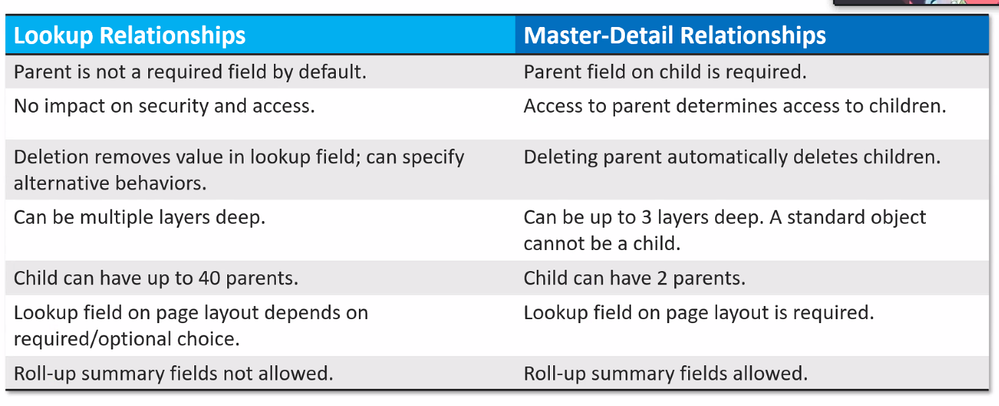 Lookup Relationships
Master-Detail Relationships
Parent is not a required field by default.
Parent field on child is required.
No impact on security and access.
Access to parent determines access to children.
Deletion removes value in lookup field; can specify
alternative behaviors.
Deleting parent automatically deletes children.
Can be multiple layers deep.
Can be up to 3 layers deep. A standard object
cannot be a child.
Child can have up to 40 parents.
Child can have 2 parents.
Lookup field on page layout depends on
required/optional choice.
Lookup field on page layout is required.
Roll-up summary fields not allowed.
Roll-up summary fields allowed.